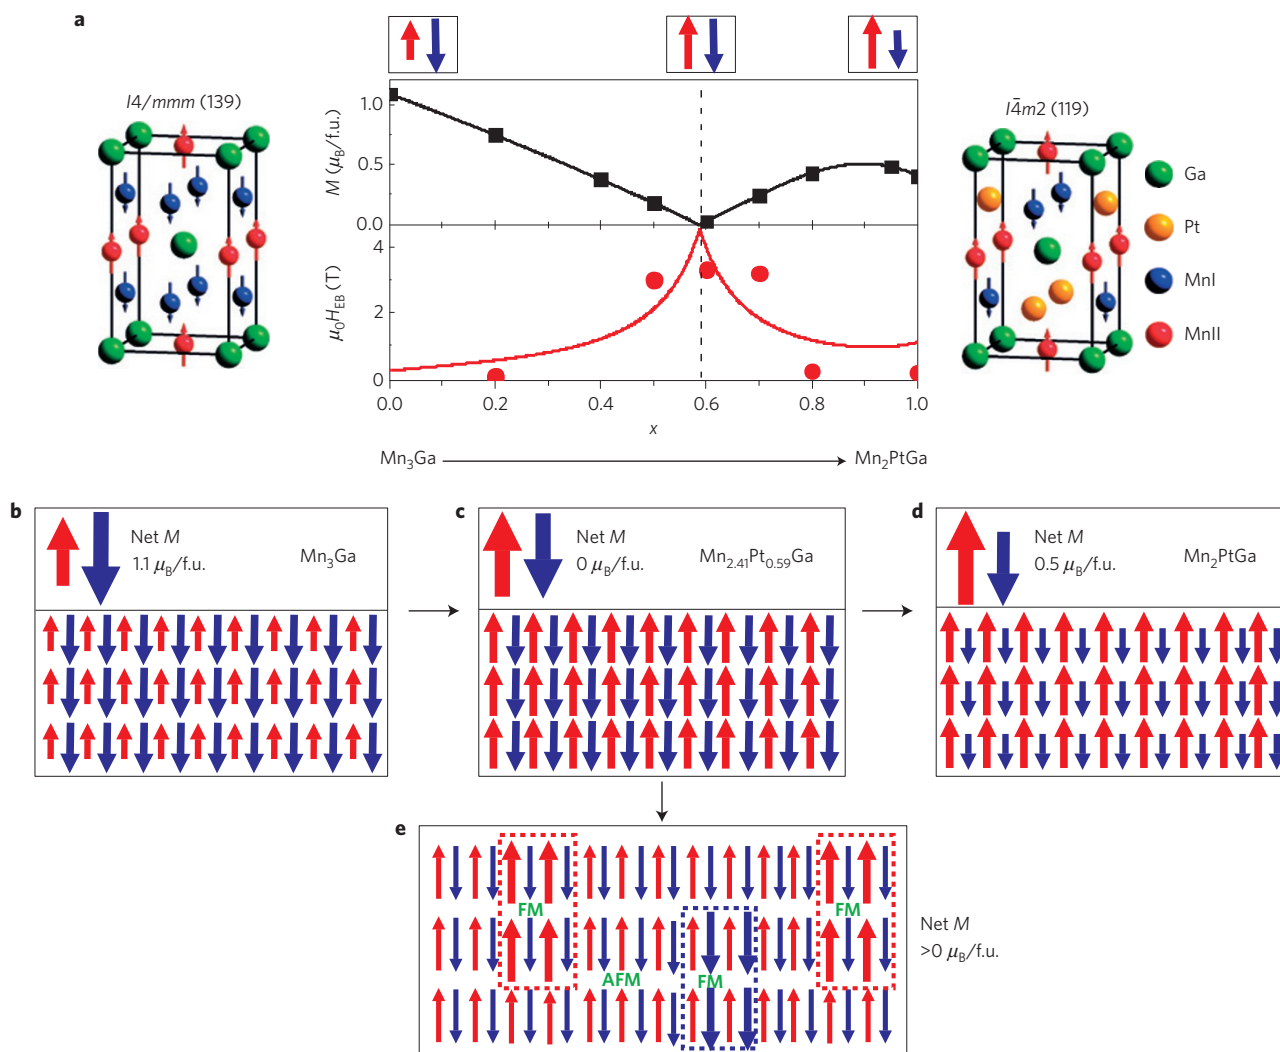 a
I4/mmm (139)
I4̄m2 (119)
1.0
0.5
0.0
M (μB/f.u.)
4
2
0
μ0HEB (T)
0.0 0.2 0.4 0.6 0.8 1.0
x
Mn3Ga Mn2PtGa
Ga
Pt
MnI
MnII
b
Net M
1.1 μB/f.u.
Mn3Ga
c
Net M
0 μB/f.u.
Mn2.41Pt0.59Ga
d
Net M
0.5 μB/f.u.
Mn2PtGa
e
FM
FM
AFM
FM
Net M
>0 μB/f.u.